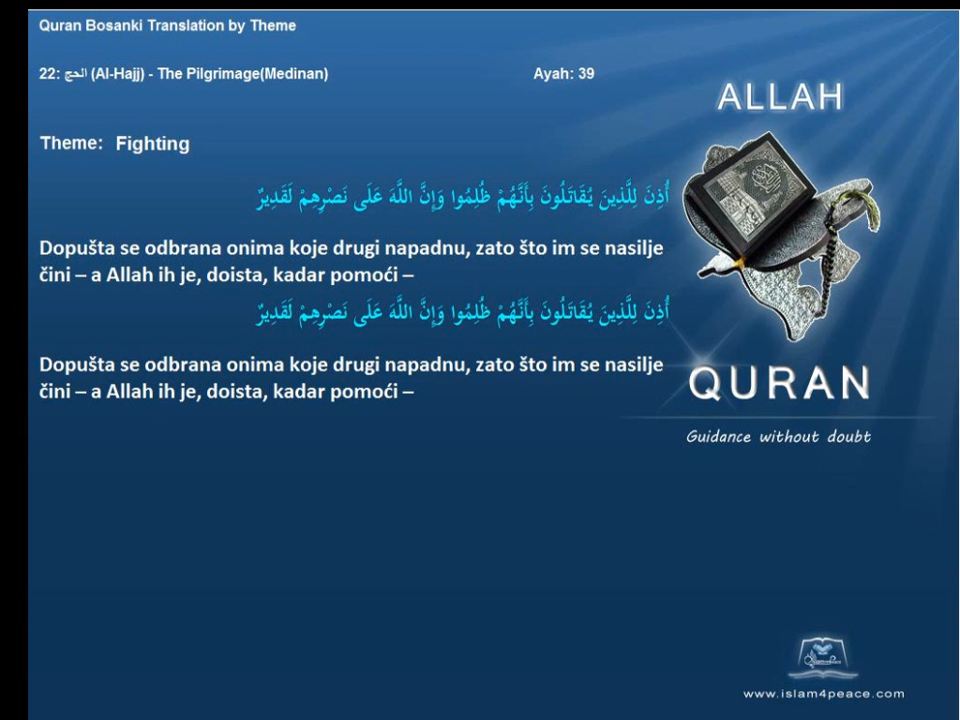 Quran Bosanki Translation by Theme
22: الحج (Al-Hajj) - The Pilgrimage(Medinan) Ayah: 39
ALLAH
Theme: Fighting
أُذِنَ لِلَّذِينَ يُقَاتَلُونَ بِأَنَّهُمْ ظُلِمُوا وَإِنَّ اللَّهَ عَلَى نَصْرِهِمْ لَقَدِيرٌ
Dopušta se odbrana onima koje drugi napadnu, zato što im se nasilje
čini – a Allah ih je, doista, kadar pomoći –
أُذِنَ لِلَّذِينَ يُقَاتَلُونَ بِأَنَّهُمْ ظُلِمُوا وَإِنَّ اللَّهَ عَلَى نَصْرِهِمْ لَقَدِيرٌ
Dopušta se odbrana onima koje drugi napadnu, zato što im se nasilje
čini – a Allah ih je, doista, kadar pomoći –
QURAN
Guidance without doubt
www.islam4peace.com